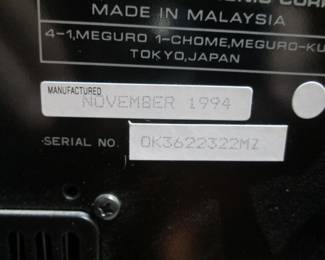 MADE IN MALAYSIA
4-1,MEGURO 1-CHOME,MEGURO-KU
TOKYO,JAPAN
MANUFACTURED
NOVEMBER 1994
SERIAL NO.
OK3622322MZ